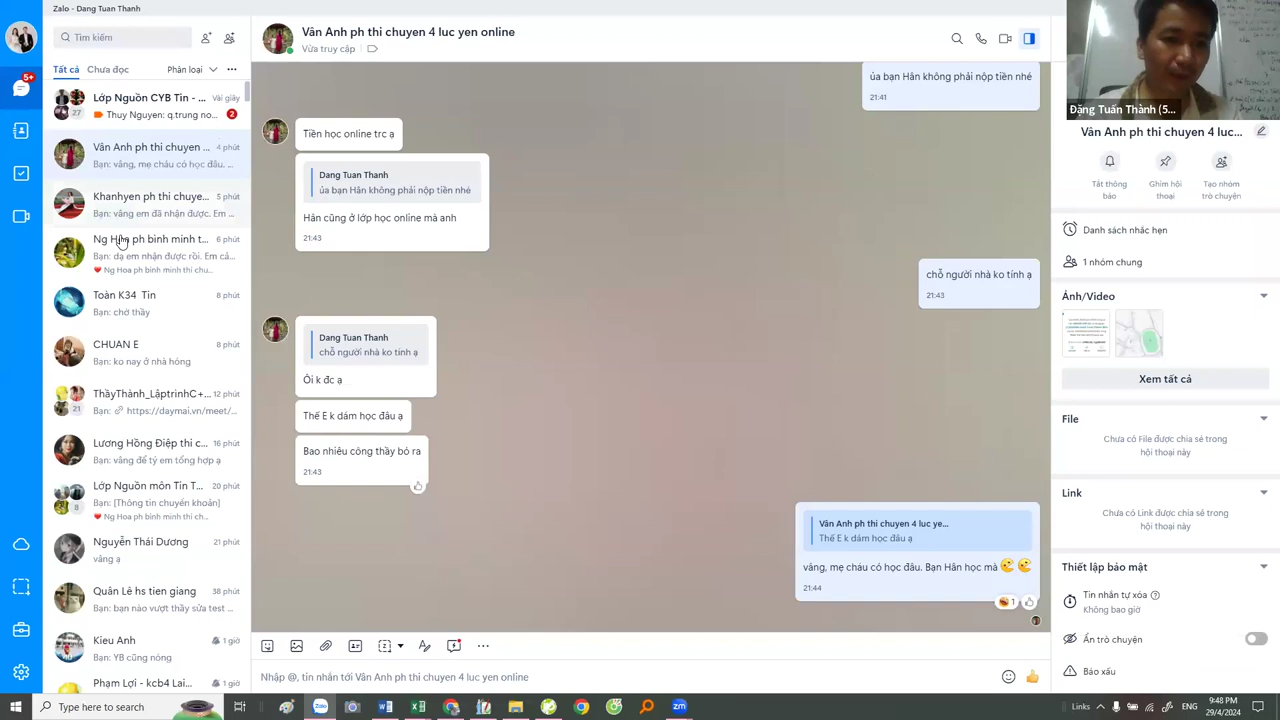 Zalo - Dang Tuan Thanh
Tìm kiếm
Tất cả
Chưa đọc
Phân loại
5+
Lớp Nguồn CYB Tin - ...
Vài giây
27
Thuy Nguyen: q.trung no...
2
Vân Anh ph thi chuyen ...
4 phút
Bạn: vâng, mẹ cháu có học đâu. ...
Khanhyen ph thi chuye...
5 phút
Bạn: vâng em đã nhận được. Em ...
Ng Hoa ph binh minh t...
6 phút
Bạn: dạ em nhận được rồi. Em cả...
Ng Hoa ph binh minh thi chu...
Toàn K34 Tin
8 phút
Bạn: chờ thầy
CHUAN E
8 phút
Bạn: ko nay ở nhà hóng
ThầyThành_LậptrinhC+...
12 phút
21
Bạn: https://daymai.vn/meet/...
Lương Hồng Điệp thi c...
16 phút
Bạn: vâng để tý em tổng hợp ạ
Lớp Nguồn môn Tin T...
20 phút
8
Bạn: [Thông tin chuyển khoản]
Ng Hoa ph binh minh thi ch...
Nguyễn Thái Dương
21 phút
vâng ạ
Quân Lê hs tien giang
38 phút
Bạn: bạn nào vượt thầy sửa test ...
Kieu Anh
1 giờ
Bạn: YB cũng nóng
Phạm Lợi - kcb4 Lai...
1 giờ
Vân Anh ph thi chuyen 4 luc yen online
Vừa truy cập
úa bạn Hân không phải nộp tiền nhé
21:41
Tiền học online trc ạ
Dang Tuan Thanh
úa bạn Hân không phải nộp tiền nhé
Hân cũng ở lớp học online mà anh
21:43
chỗ người nhà ko tính ạ
21:43
Dang Tuan Thanh
chỗ người nhà ko tính ạ
Ôi k đc ạ
Thế E k dám học đâu ạ
Bao nhiêu công thầy bỏ ra
21:43
Vân Anh ph thi chuyen 4 luc ye...
Thế E k dám học đâu ạ
vâng, mẹ cháu có học đâu. Bạn Hân học mà
21:44
1
Nhập @, tin nhắn tới Vân Anh ph thi chuyen 4 luc yen online
Đặng Tuấn Thành (5...
Vân Anh ph thi chuyen 4 luc...
Tắt thông báo
Ghim hội thoại
Tạo nhóm trò chuyện
Danh sách nhắc hẹn
1 nhóm chung
Ảnh/Video
Xem tất cả
File
Chưa có File được chia sẻ trong
hội thoại này
Link
Chưa có Link được chia sẻ trong
hội thoại này
Thiết lập bảo mật
Tin nhắn tự xóa
Không bao giờ
Ẩn trò chuyện
Báo xấu
Type here to search
Zalo
zm
Links
ENG
9:48 PM
29/4/2024